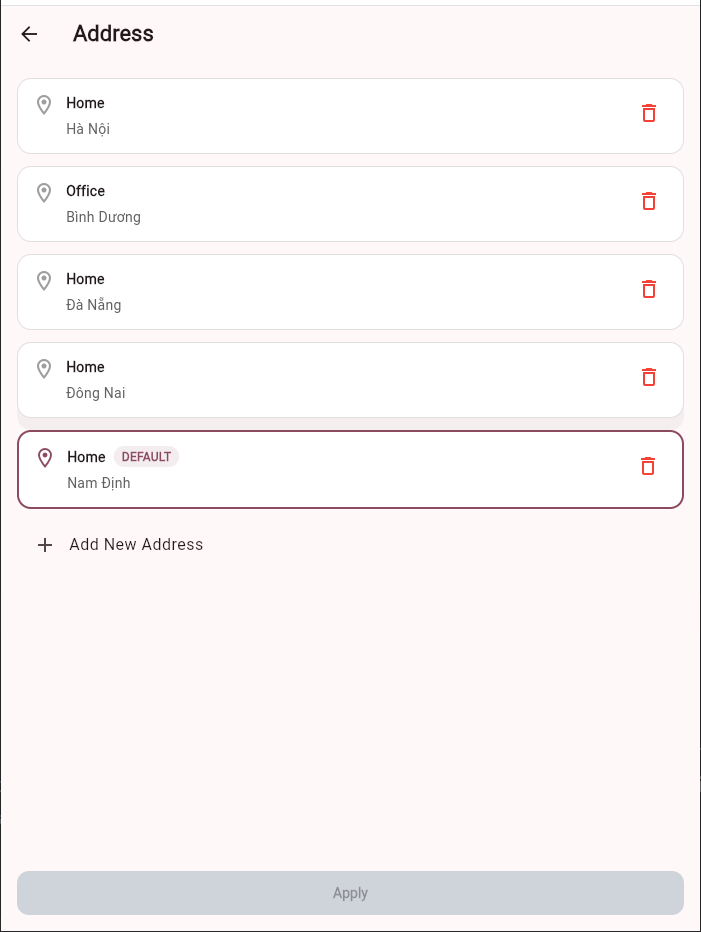 Address
Home
Hà Nội
Office
Bình Dương
Home
Đà Nẵng
Home
Đông Nai
Home DEFAULT
Nam Định
Add New Address
Apply